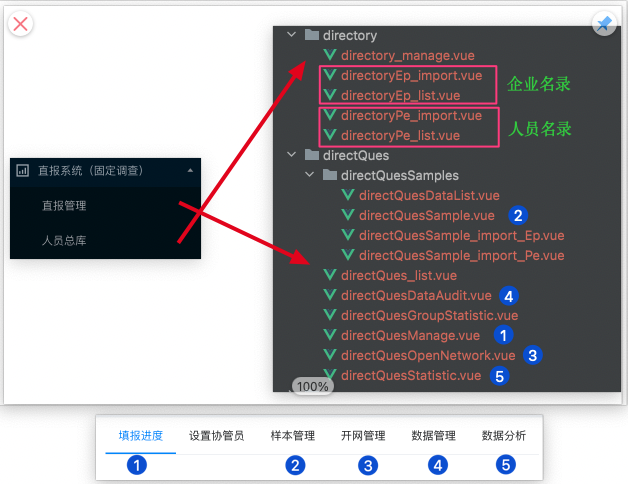 directory
directory_manage.vue
directoryEp_import.vue
directoryEp_list.vue
企业名录
directoryPe_import.vue
directoryPe_list.vue
人员名录
directQues
directQuesSamples
directQuesDataList.vue
directQuesSample.vue 2
directQuesSample_import_Ep.vue
directQuesSample_import_Pe.vue
directQues_list.vue
directQuesDataAudit.vue 4
directQuesGroupStatistic.vue
directQuesManage.vue 1
directQuesOpenNetwork.vue 3
directQuesStatistic.vue 5
100%
直报系统（固定调查）
直报管理
人员总库
填报进度 设置协管员 样本管理 开网管理 数据管理 数据分析
1 2 3 4 5